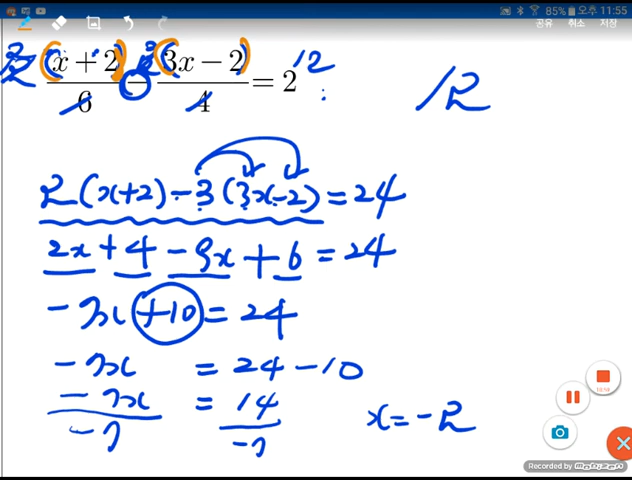 85% 오후 11:55
공유 취소 저장
(x + 2)/6 − (3x − 2)/4 = 2 12
12
2(x+2) − 3(3x−2) = 24
2x + 4 − 9x + 6 = 24
−7x +10 = 24
−7x = 24 −10
−7x/−7 = 14/−7
x = −2
Recorded by Mobizen